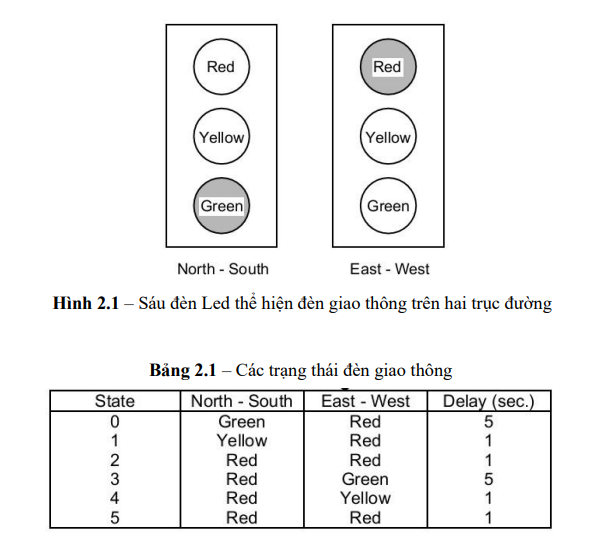 Red Red
Yellow Yellow
Green Green
North - South East - West
Hình 2.1 – Sáu đèn Led thể hiện đèn giao thông trên hai trục đường
Bảng 2.1 – Các trạng thái đèn giao thông
State North - South East - West Delay (sec.)
0 Green Red 5
1 Yellow Red 1
2 Red Red 1
3 Red Green 5
4 Red Yellow 1
5 Red Red 1